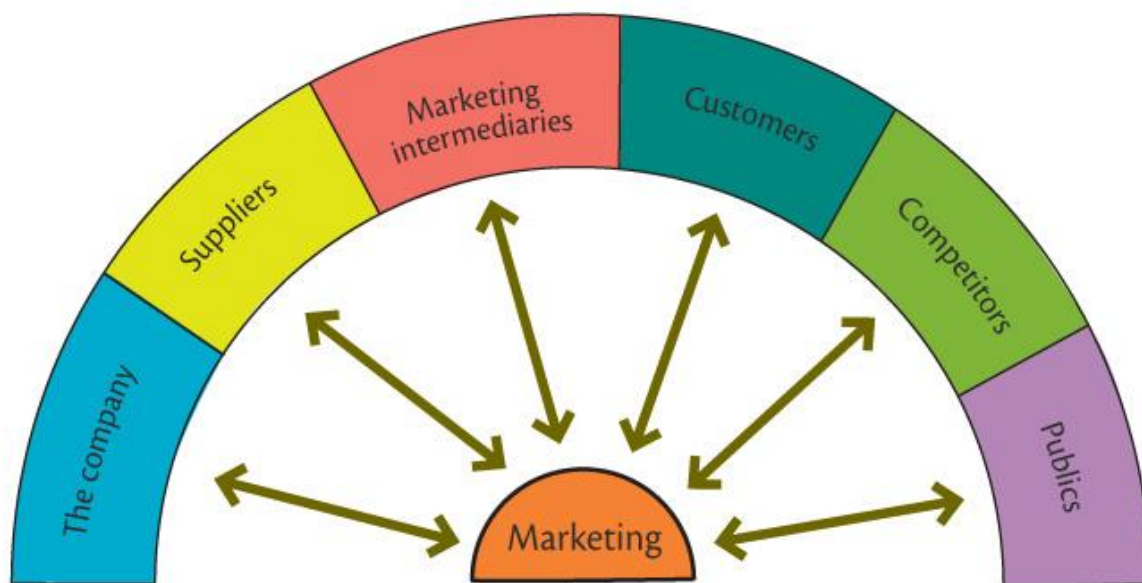 The company
Suppliers
Marketing
intermediaries
Customers
Competitors
Publics
Marketing